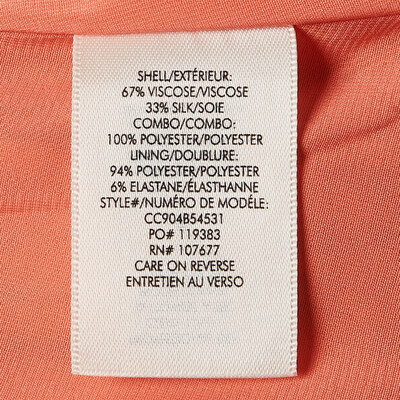 SHELL/EXTÉRIEUR:
67% VISCOSE/VISCOSE
33% SILK/SOIE
COMBO/COMBO:
100% POLYESTER/POLYESTER
LINING/DOUBLURE:
94% POLYESTER/POLYESTER
6% ELASTANE/ÉLASTHANNE
STYLE#/NUMÉRO DE MODÉLE:
CC904B54531
PO# 119383
RN# 107677
CARE ON REVERSE
ENTRETIEN AU VERSO